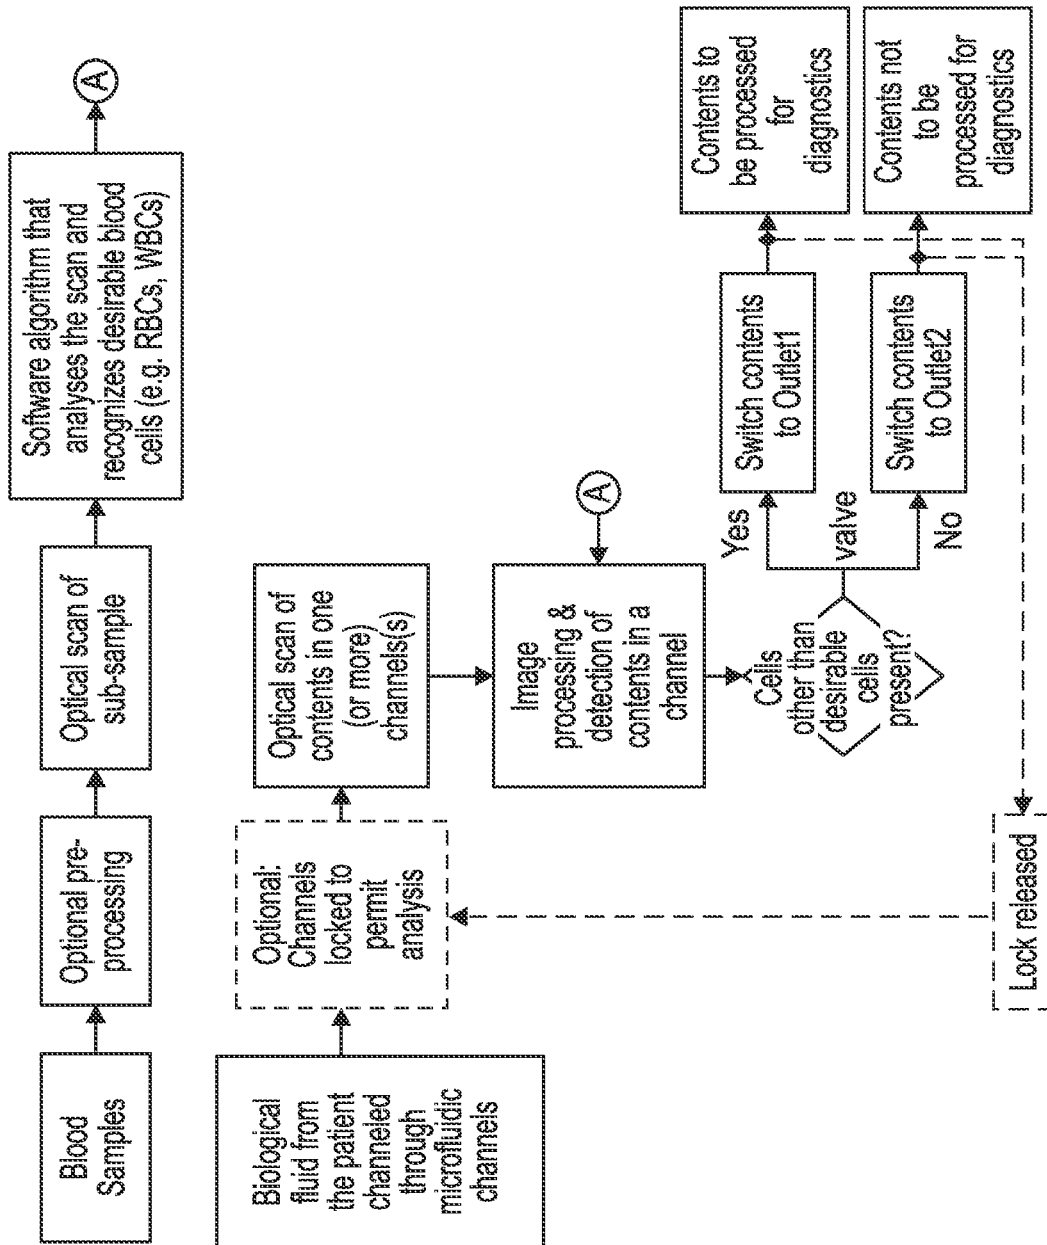 Blood
Samples
Optional pre-
processing
Optical scan of
sub-sample
Software algorithm that
analyses the scan and
recognizes desirable blood
cells (e.g. RBCs, WBCs)
A
Biological
fluid from
the patient
channeled
through
microfluidic
channels
Optional:
Channels
locked to
permit
analysis
Optical scan of
contents in one
(or more)
channels(s)
Image
processing &
detection of
contents in a
channel
A
Cells
other than
desirable
cells
present?
Yes
valve
No
Switch contents
to Outlet1
Switch contents
to Outlet2
Contents to
be processed
for
diagnostics
Contents not
to be
processed for
diagnostics
Lock released